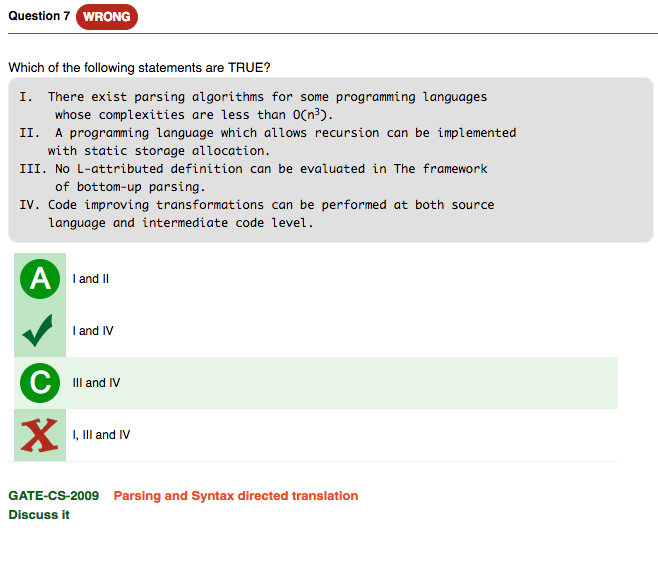 Question 7 WRONG
Which of the following statements are TRUE?
I. There exist parsing algorithms for some programming languages
whose complexities are less than O(n³).
II. A programming language which allows recursion can be implemented
with static storage allocation.
III. No L-attributed definition can be evaluated in The framework
of bottom-up parsing.
IV. Code improving transformations can be performed at both source
language and intermediate code level.
A I and II
I and IV
C III and IV
X I, III and IV
GATE-CS-2009 Parsing and Syntax directed translation
Discuss it